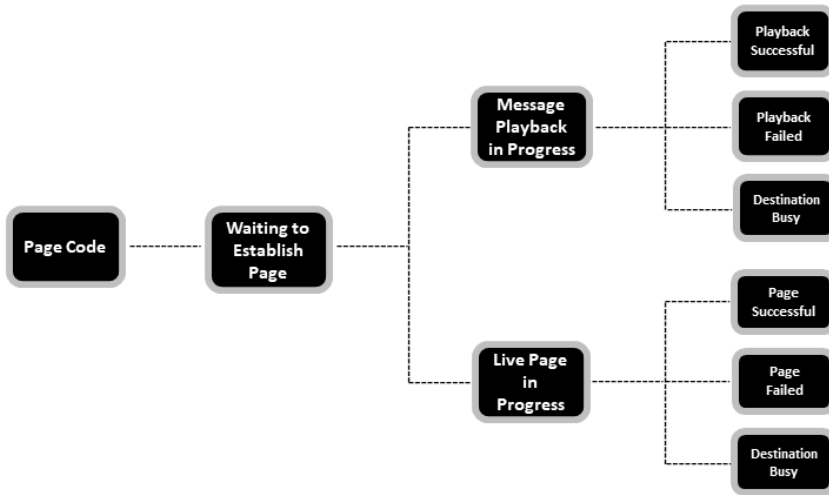 Page Code
Waiting to
Establish
Page
Message
Playback
in Progress
Playback
Successful
Playback
Failed
Destination
Busy
Live Page
in
Progress
Page
Successful
Page
Failed
Destination
Busy